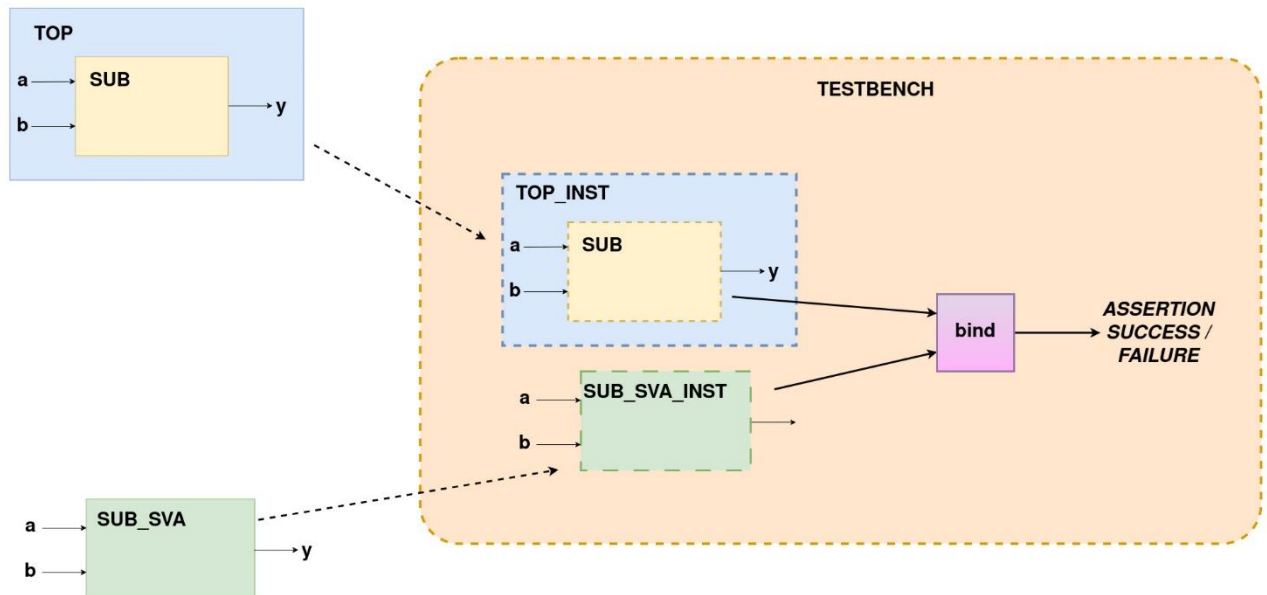 TOP
a
SUB
b
y
TESTBENCH
TOP_INST
a
SUB
b
y
bind
ASSERTION
SUCCESS /
FAILURE
a
SUB_SVA_INST
b
a
SUB_SVA
b
y